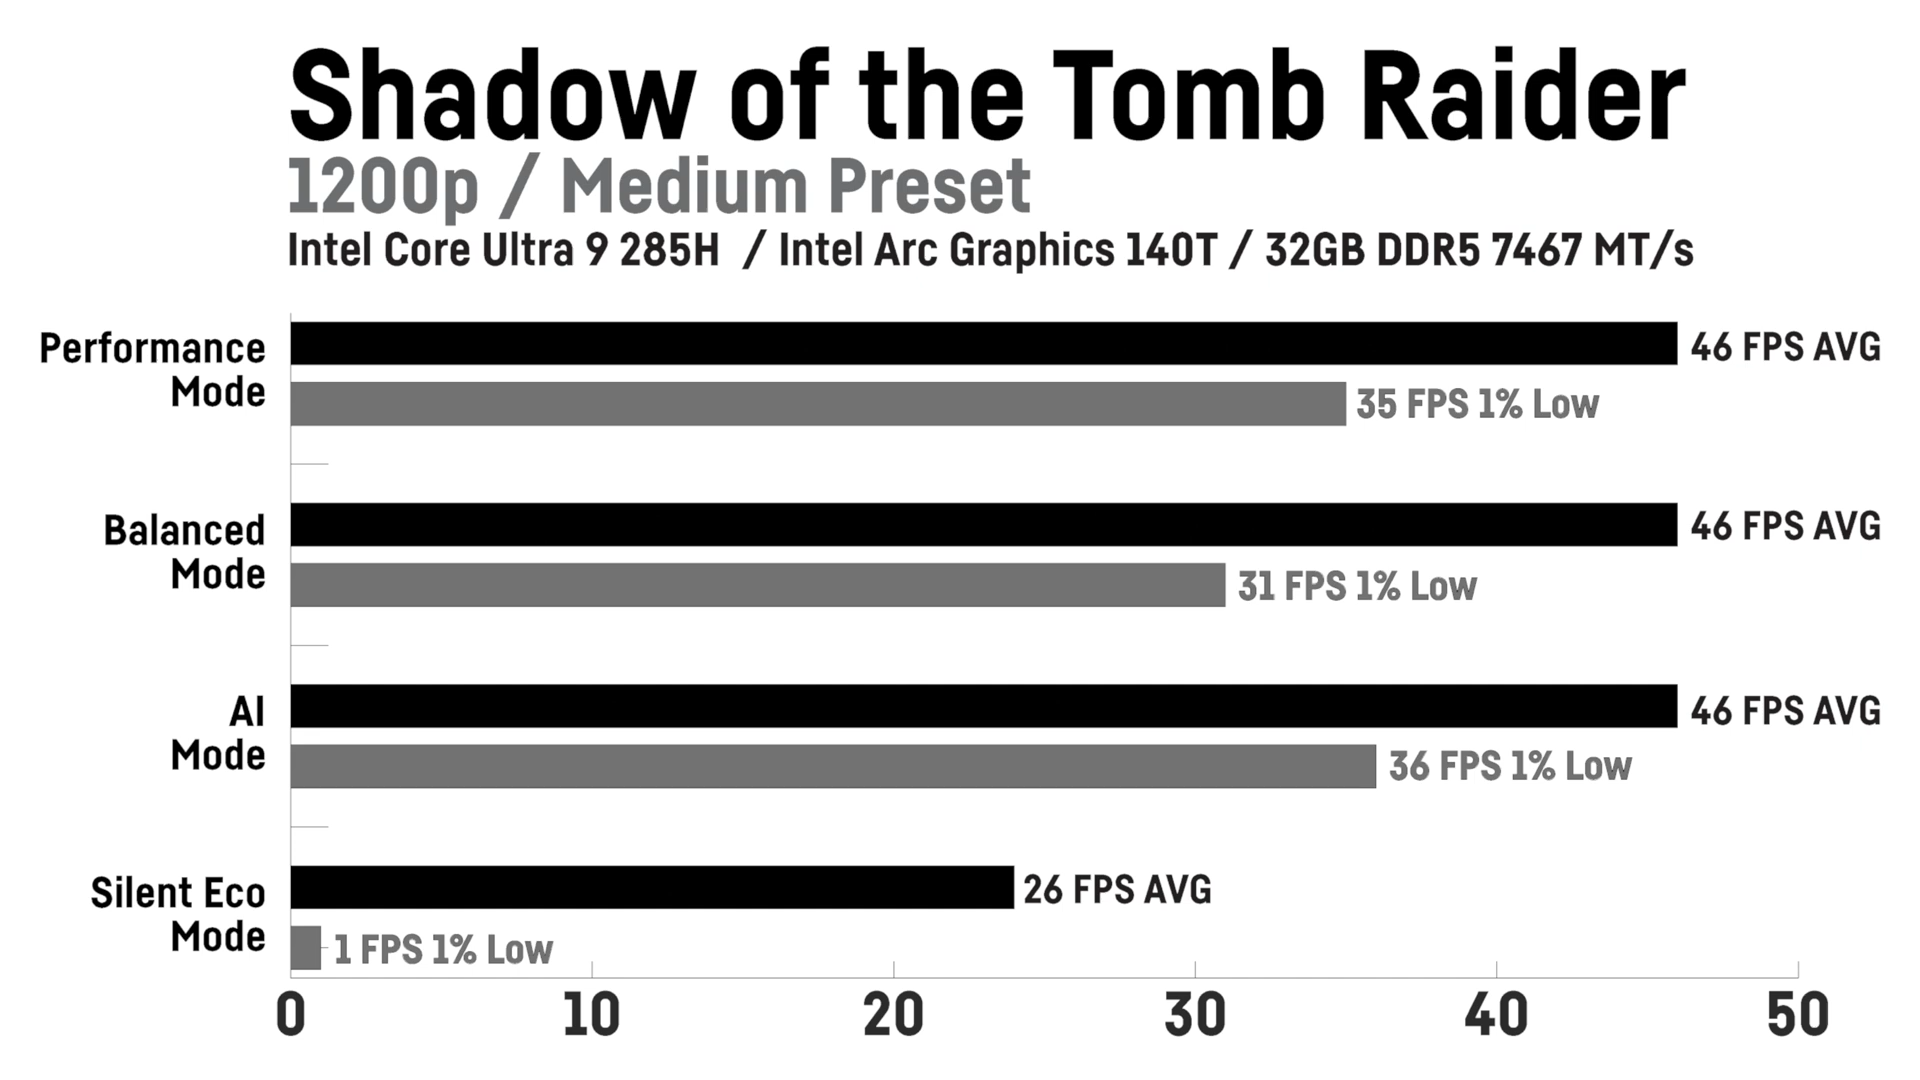 Shadow of the Tomb Raider
1200p / Medium Preset
Intel Core Ultra 9 285H / Intel Arc Graphics 140T / 32GB DDR5 7467 MT/s
Performance
Mode
46 FPS AVG
35 FPS 1% Low
Balanced
Mode
46 FPS AVG
31 FPS 1% Low
AI
Mode
46 FPS AVG
36 FPS 1% Low
Silent Eco
Mode
26 FPS AVG
1 FPS 1% Low
0 10 20 30 40 50